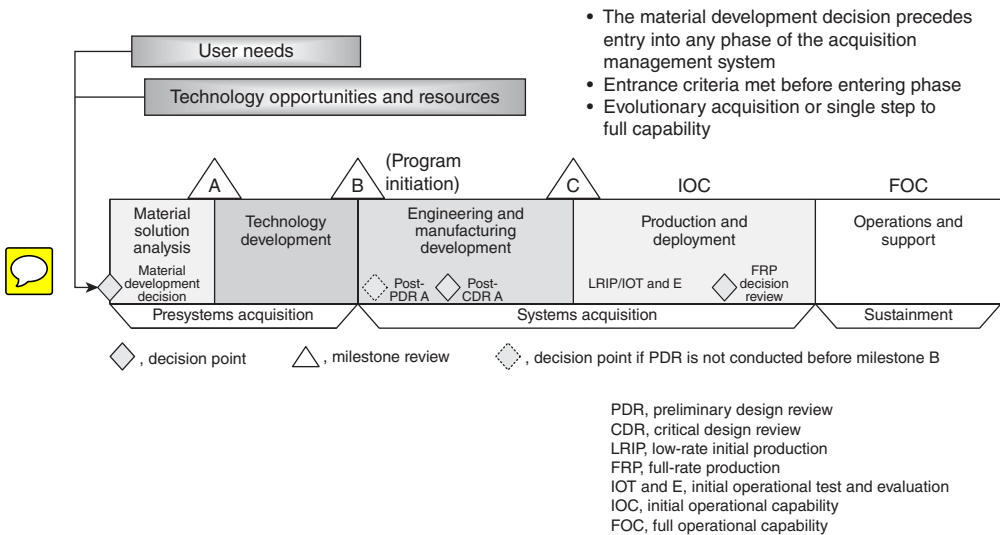 User needs
Technology opportunities and resources
• The material development decision precedes
entry into any phase of the acquisition
management system
• Entrance criteria met before entering phase
• Evolutionary acquisition or single step to
full capability
A
B
(Program
initiation)
C
IOC
FOC
Material
solution
analysis
Technology
development
Engineering and
manufacturing
development
Production and
deployment
Operations and
support
Material
development
decision
Post-
PDR A
Post-
CDR A
LRIP/IOT and E
FRP
decision
review
Presystems acquisition
Systems acquisition
Sustainment
, decision point
, milestone review
, decision point if PDR is not conducted before milestone B
PDR, preliminary design review
CDR, critical design review
LRIP, low-rate initial production
FRP, full-rate production
IOT and E, initial operational test and evaluation
IOC, initial operational capability
FOC, full operational capability